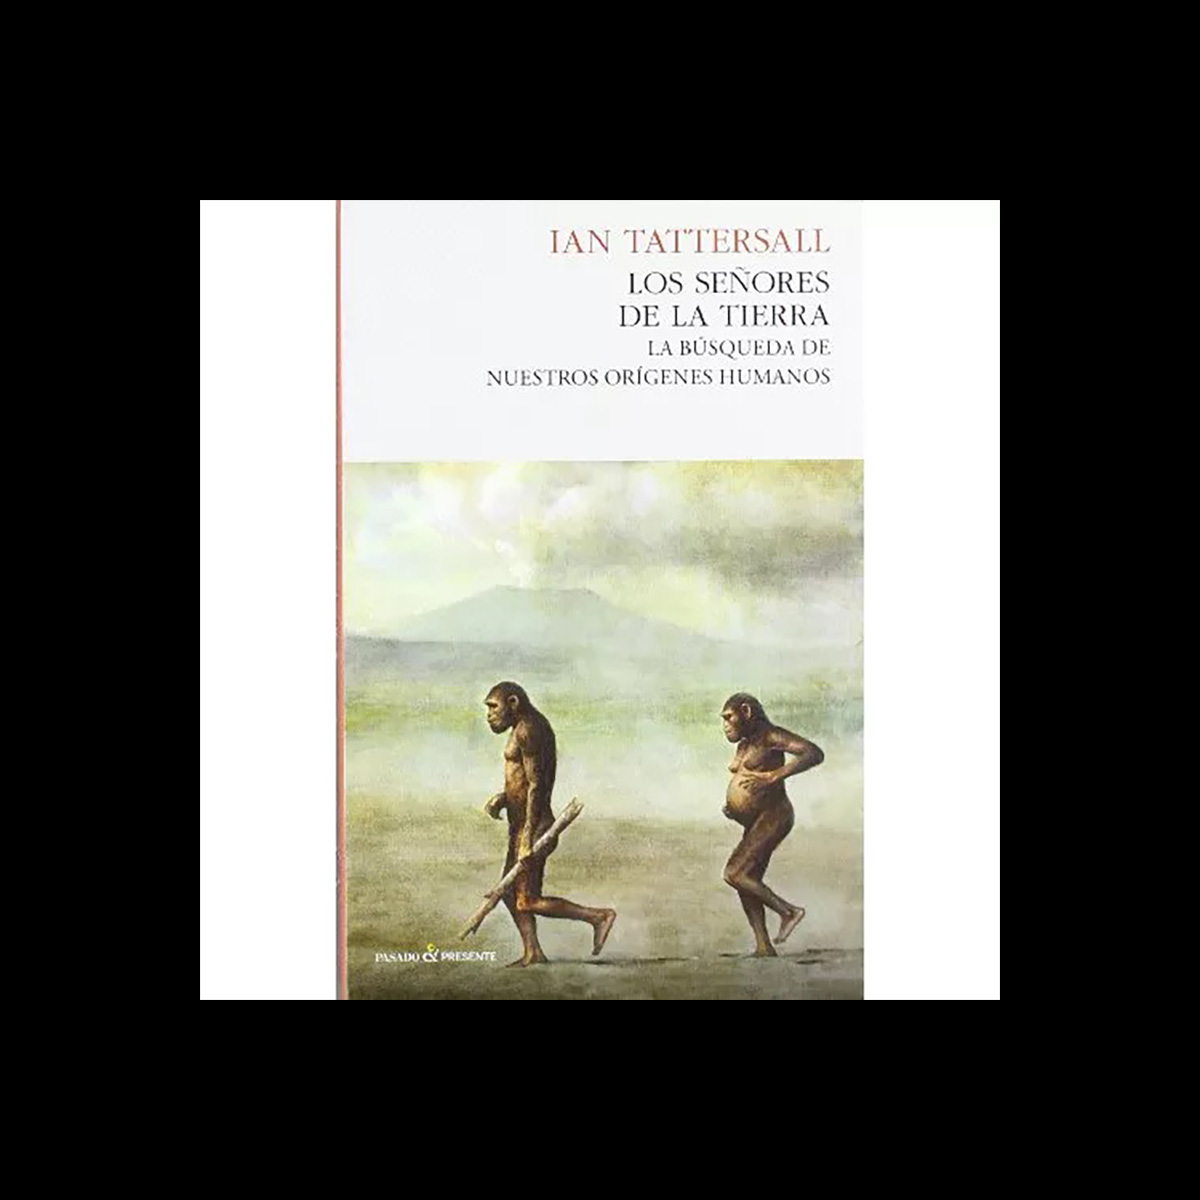 IAN TATTERSALL
LOS SEÑORES
DE LA TIERRA
LA BÚSQUEDA DE
NUESTROS ORÍGENES HUMANOS
PASADO & PRESENTE